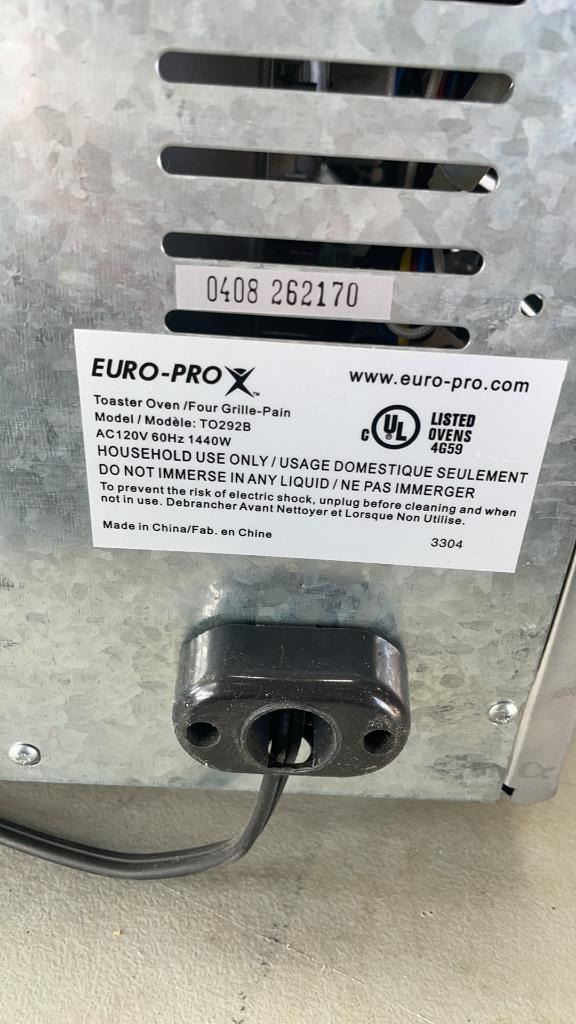 0408 262170
EURO-PRO X™
www.euro-pro.com
Toaster Oven /Four Grille-Pain
Model / Modèle: TO292B
AC120V 60Hz 1440W
C UL LISTED
OVENS
4G59
HOUSEHOLD USE ONLY / USAGE DOMESTIQUE SEULEMENT
DO NOT IMMERSE IN ANY LIQUID / NE PAS IMMERGER
To prevent the risk of electric shock, unplug before cleaning and when
not in use. Debrancher Avant Nettoyer et Lorsque Non Utilise.
Made in China/Fab. en Chine
3304